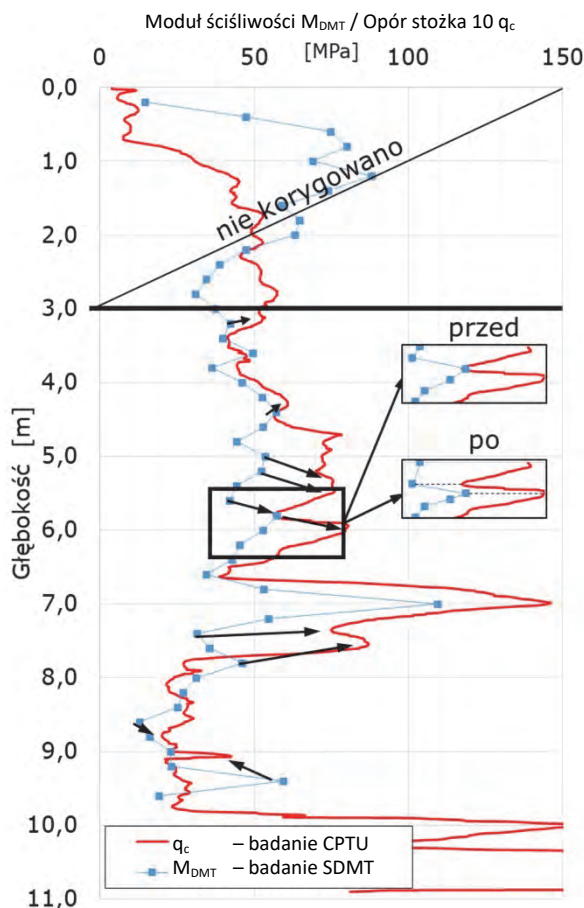 Moduł ściśliwości M_DMT / Opór stożka 10 q_c
[MPa]
0 50 100 150
0,0
1,0
2,0
3,0
4,0
5,0
6,0
7,0
8,0
9,0
10,0
11,0
Głębokość [m]
nie korygowano
przed
po
q_c – badanie CPTU
M_DMT – badanie SDMT